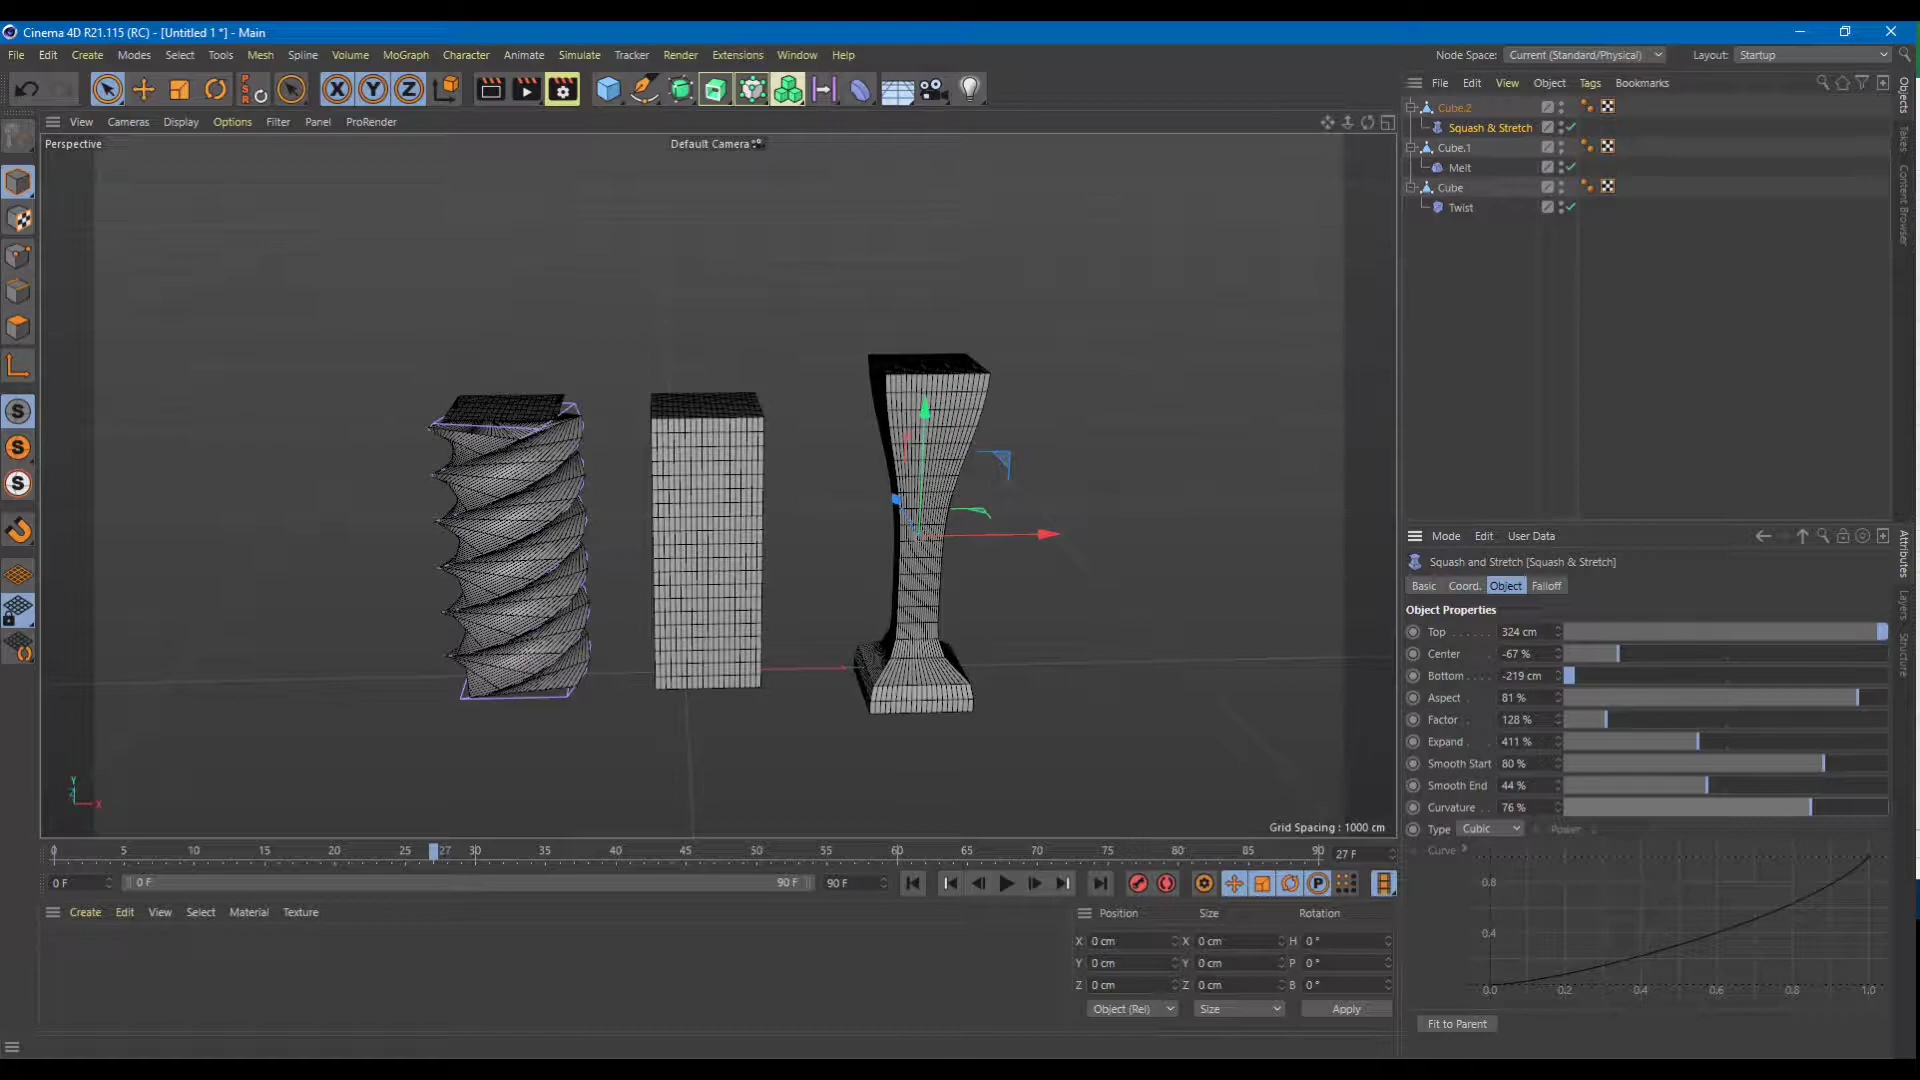 Cinema 4D R21.115 (RC) - [Untitled 1 *] - Main
File Edit Create Modes Select Tools Mesh Spline Volume MoGraph Character Animate Simulate Tracker Render Extensions Window Help
Node Space: Current (Standard/Physical) Layout: Startup
PSR X Y Z
File Edit View Object Tags Bookmarks
View Cameras Display Options Filter Panel ProRender
Perspective
Default Camera
Cube.2
Squash & Stretch
Cube.1
Melt
Cube
Twist
Objects
Takes
Content Browser
S
S
S
Y
Z
X
Grid Spacing : 1000 cm
Mode Edit User Data
Attributes
Layers
Structure
Squash and Stretch [Squash & Stretch]
Basic Coord. Object Falloff
Object Properties
Top 324 cm
Center -67 %
Bottom -219 cm
Aspect 81 %
Factor 128 %
Expand 411 %
Smooth Start 80 %
Smooth End 44 %
Curvature 76 %
Type Cubic Power
Curve
0.8
0.4
0.0 0.2 0.4 0.6 0.8 1.0
Fit to Parent
0 5 10 15 20 25 27 30 35 40 45 50 55 60 65 70 75 80 85 90 27 F
0 F 0 F 90 F 90 F P
Create Edit View Select Material Texture
Position Size Rotation
X 0 cm X 0 cm H 0 °
Y 0 cm Y 0 cm P 0 °
Z 0 cm Z 0 cm B 0 °
Object (Rel) Size Apply